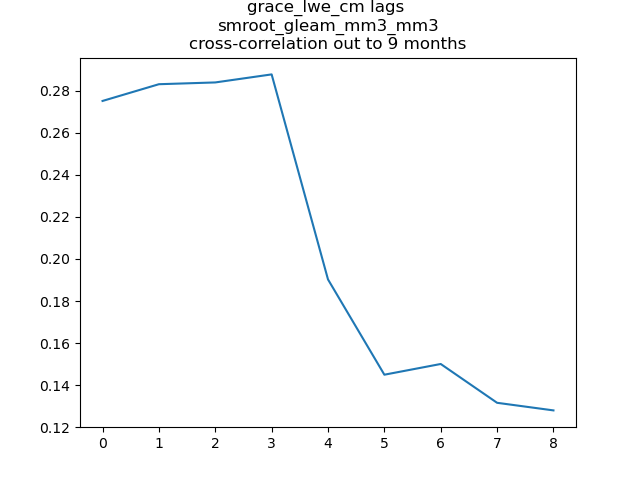 grace_lwe_cm lags
smroot_gleam_mm3_mm3
cross-correlation out to 9 months
0.28
0.26
0.24
0.22
0.20
0.18
0.16
0.14
0.12
0 1 2 3 4 5 6 7 8